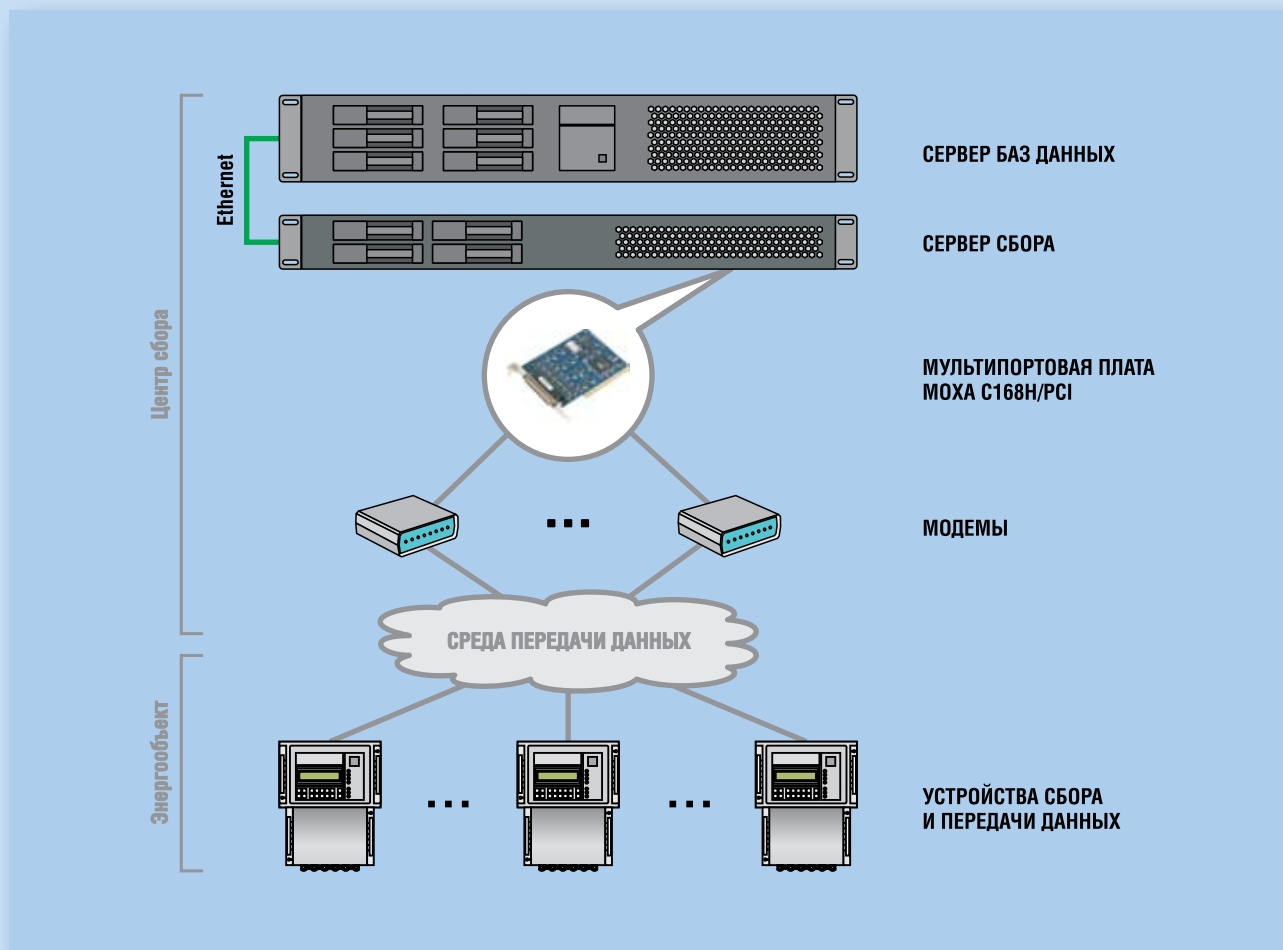 Ethernet
СЕРВЕР БАЗ ДАННЫХ
СЕРВЕР СБОРА
Центр сбора
МУЛЬТИПОРТОВАЯ ПЛАТА
MOXA C168H/PCI
МОДЕМЫ
СРЕДА ПЕРЕДАЧИ ДАННЫХ
Энергообъект
УСТРОЙСТВА СБОРА
И ПЕРЕДАЧИ ДАННЫХ